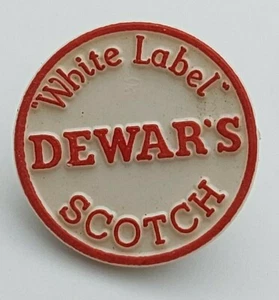 "White Label"
DEWAR'S
SCOTCH